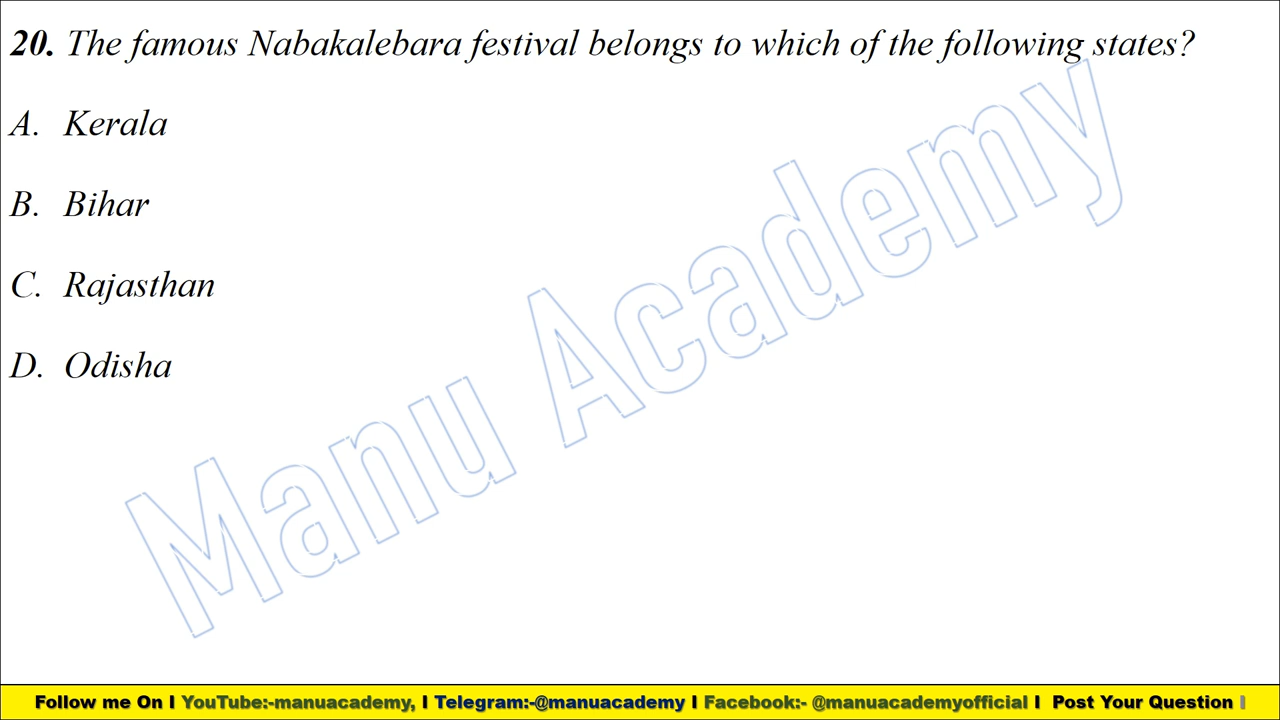 20. The famous Nabakalebara festival belongs to which of the following states?
A. Kerala
B. Bihar
C. Rajasthan
D. Odisha
Manu Academy
Follow me On I YouTube:-manuacademy, I Telegram:-@manuacademy I Facebook:- @manuacademyofficial I Post Your Question I